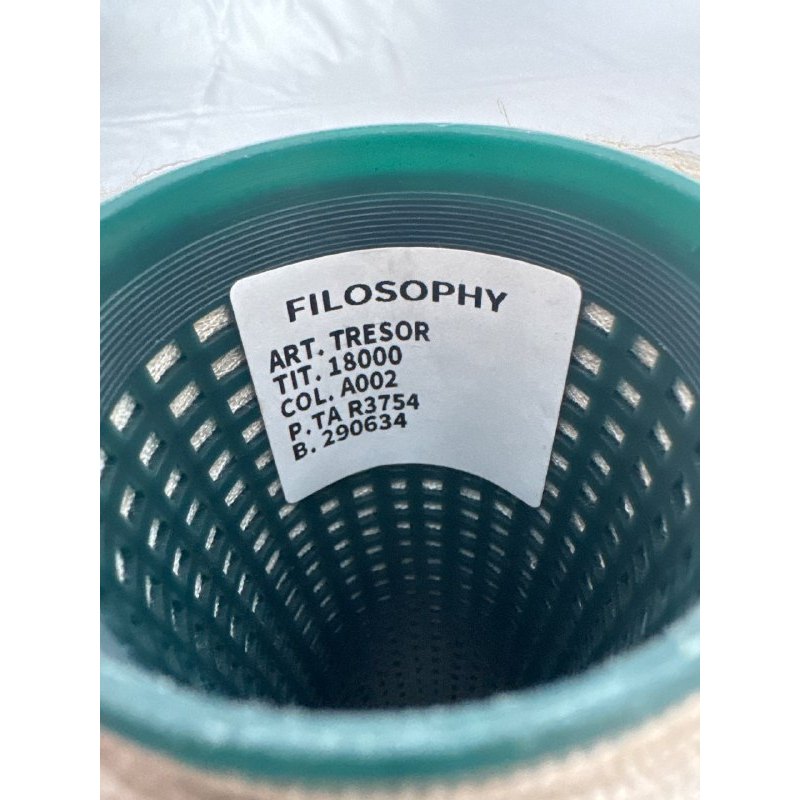 FILOSOPHY
ART. TRESOR
TIT. 18000
COL. A002
P.TA R3754
B. 290634